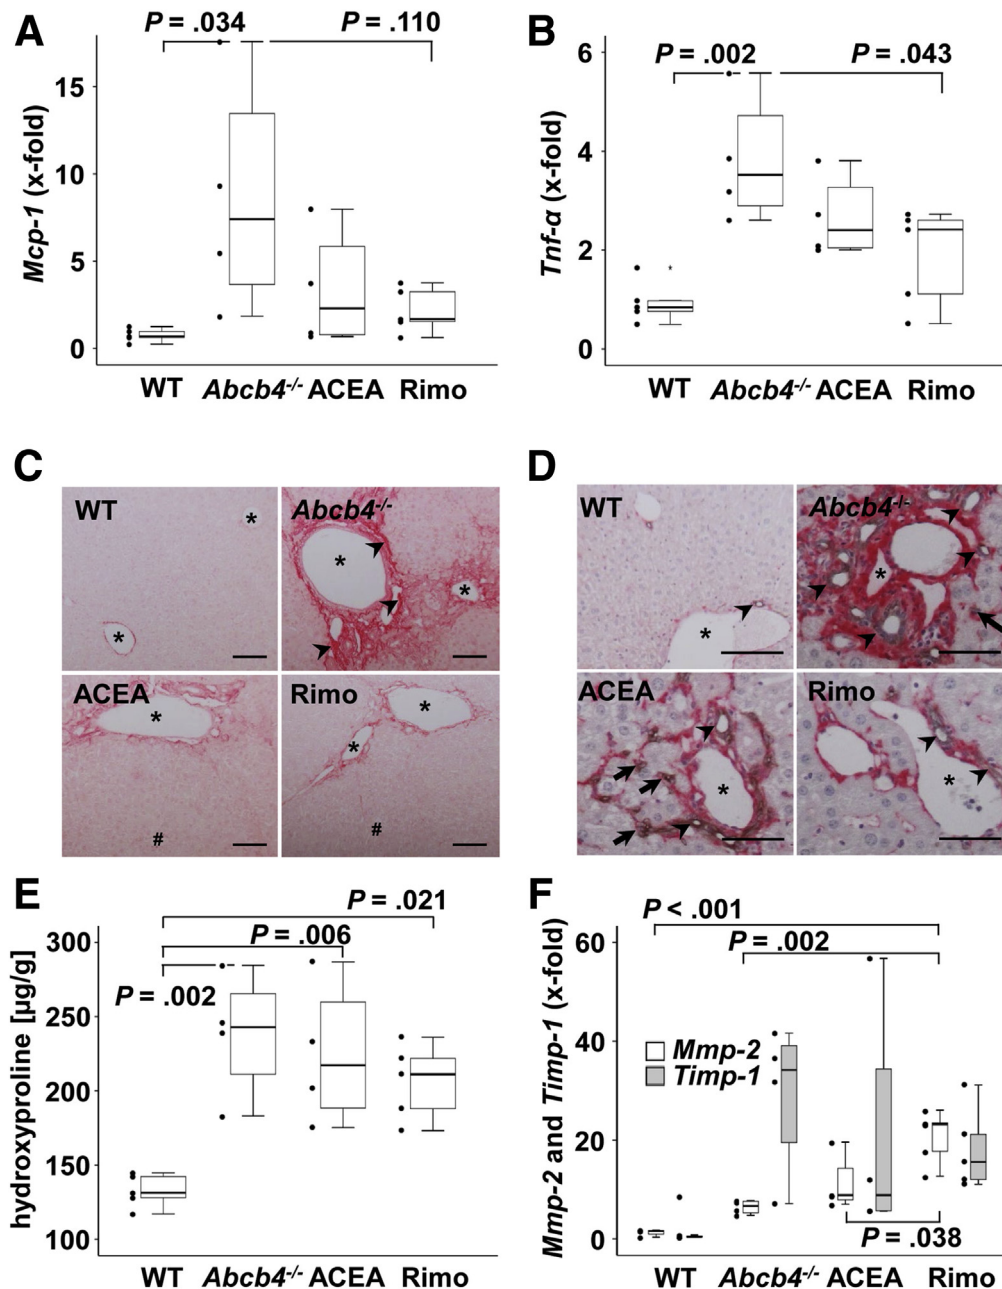 A
P = .034
P = .110
Mcp-1 (x-fold)
15
10
5
0
WT
Abcb4-/-
ACEA
Rimo
B
P = .002
P = .043
Tnf-α (x-fold)
6
4
2
0
*
WT
Abcb4-/-
ACEA
Rimo
C
WT
*
*
Abcb4-/-
*
*
ACEA
*
#
Rimo
*
*
#
D
WT
*
Abcb4-/-
*
ACEA
*
Rimo
*
E
P = .021
P = .006
P = .002
hydroxyproline [µg/g]
300
250
200
150
100
WT
Abcb4-/-
ACEA
Rimo
F
P < .001
P = .002
Mmp-2 and Timp-1 (x-fold)
60
40
20
0
Mmp-2
Timp-1
P = .038
WT
Abcb4-/-
ACEA
Rimo